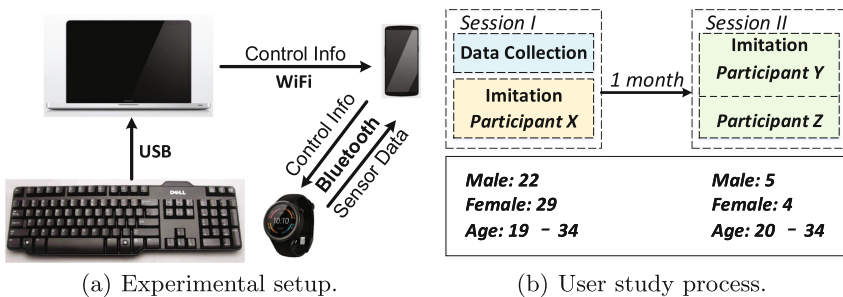 Control Info
WiFi
USB
Control Info
Bluetooth
Sensor Data
DELL
10:10
(a) Experimental setup.
Session I
Data Collection
Imitation
Participant X
1 month
Session II
Imitation
Participant Y
Participant Z
Male: 22
Female: 29
Age: 19 - 34
Male: 5
Female: 4
Age: 20 - 34
(b) User study process.